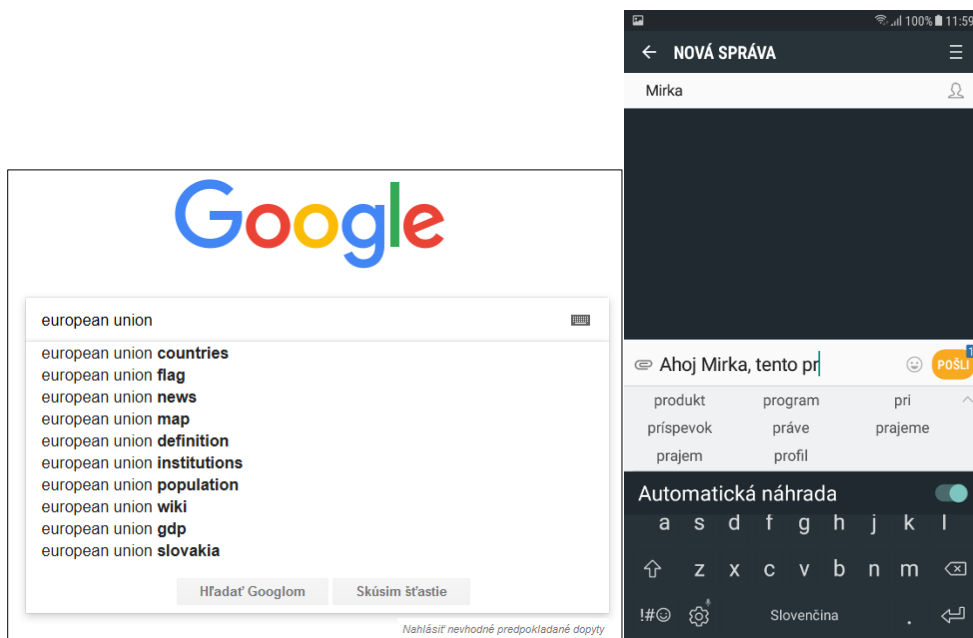 Google
european union
european union countries
european union flag
european union news
european union map
european union definition
european union institutions
european union population
european union wiki
european union gdp
european union slovakia
Hľadať Googlom Skúsim šťastie
Nahlásiť nevhodné predpokladané dopyty
100% 11:59
NOVÁ SPRÁVA
Mirka
Ahoj Mirka, tento pr POŠLI 1
produkt program pri
príspevok práve prajeme
prajem profil
Automatická náhrada
a s d f g h j k l
z x c v b n m
!#☺ Slovenčina .